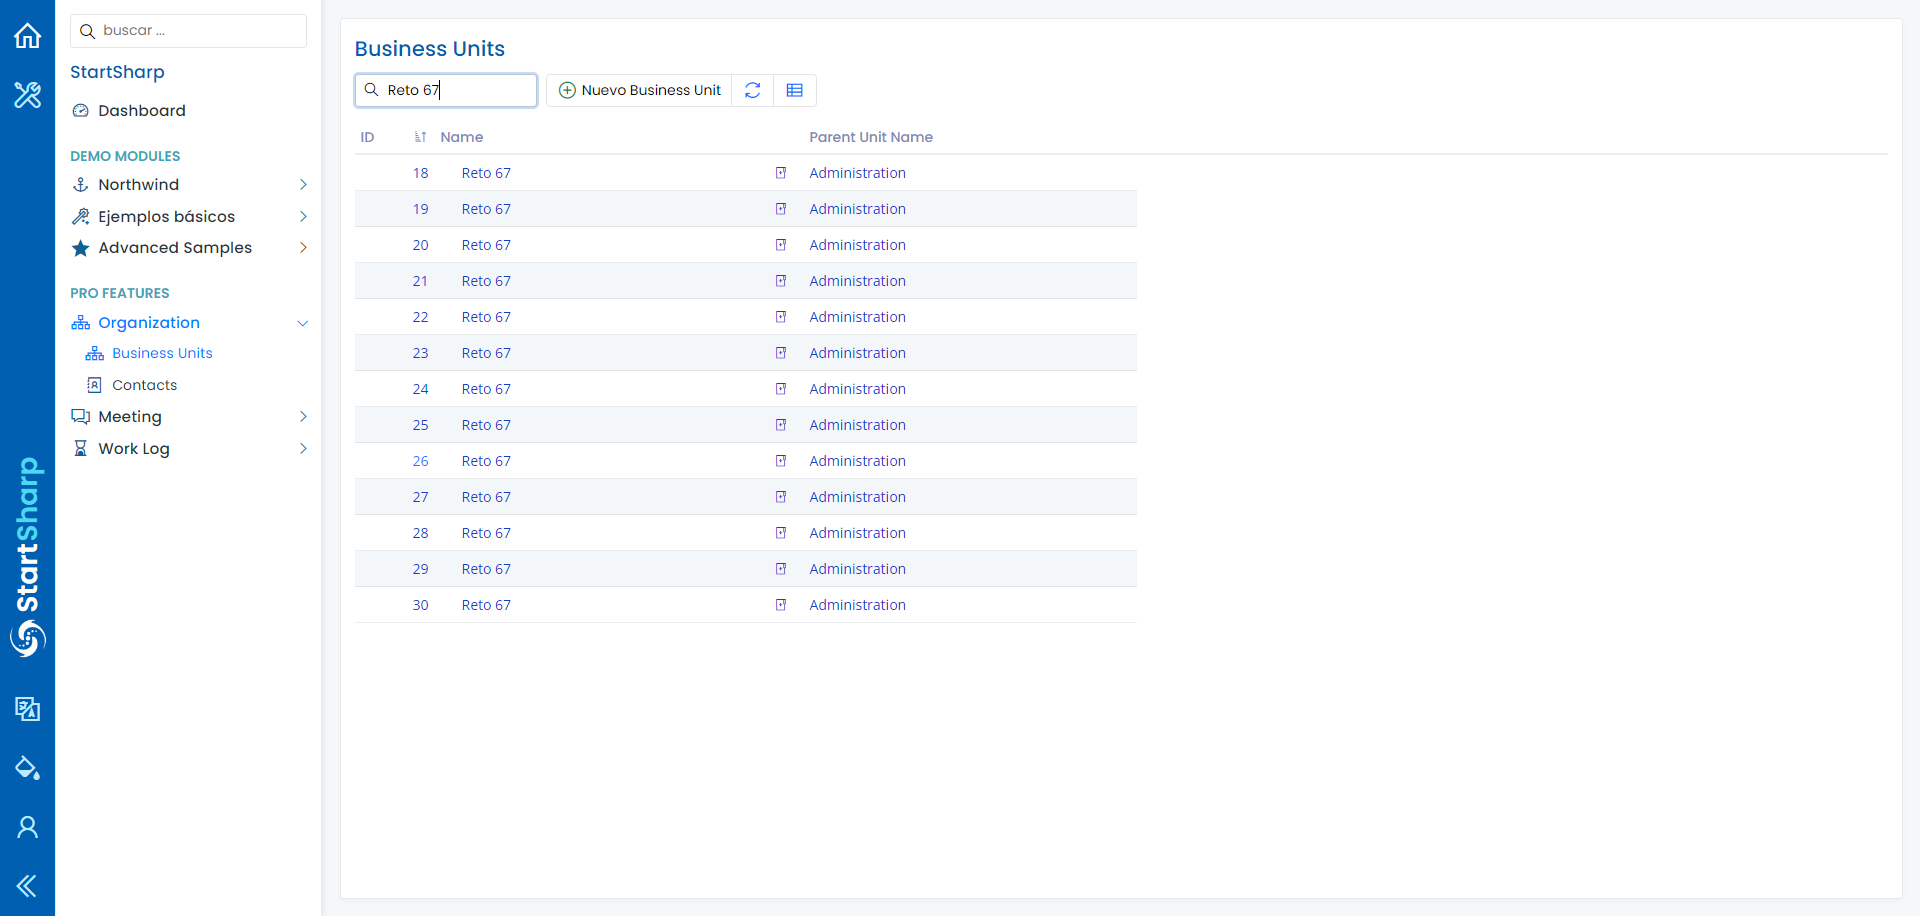 buscar ...
StartSharp
Dashboard
DEMO MODULES
Northwind
Ejemplos básicos
Advanced Samples
PRO FEATURES
Organization
Business Units
Contacts
Meeting
Work Log
StartSharp
Business Units
Reto 67 Nuevo Business Unit
ID Name Parent Unit Name
18 Reto 67 Administration
19 Reto 67 Administration
20 Reto 67 Administration
21 Reto 67 Administration
22 Reto 67 Administration
23 Reto 67 Administration
24 Reto 67 Administration
25 Reto 67 Administration
26 Reto 67 Administration
27 Reto 67 Administration
28 Reto 67 Administration
29 Reto 67 Administration
30 Reto 67 Administration